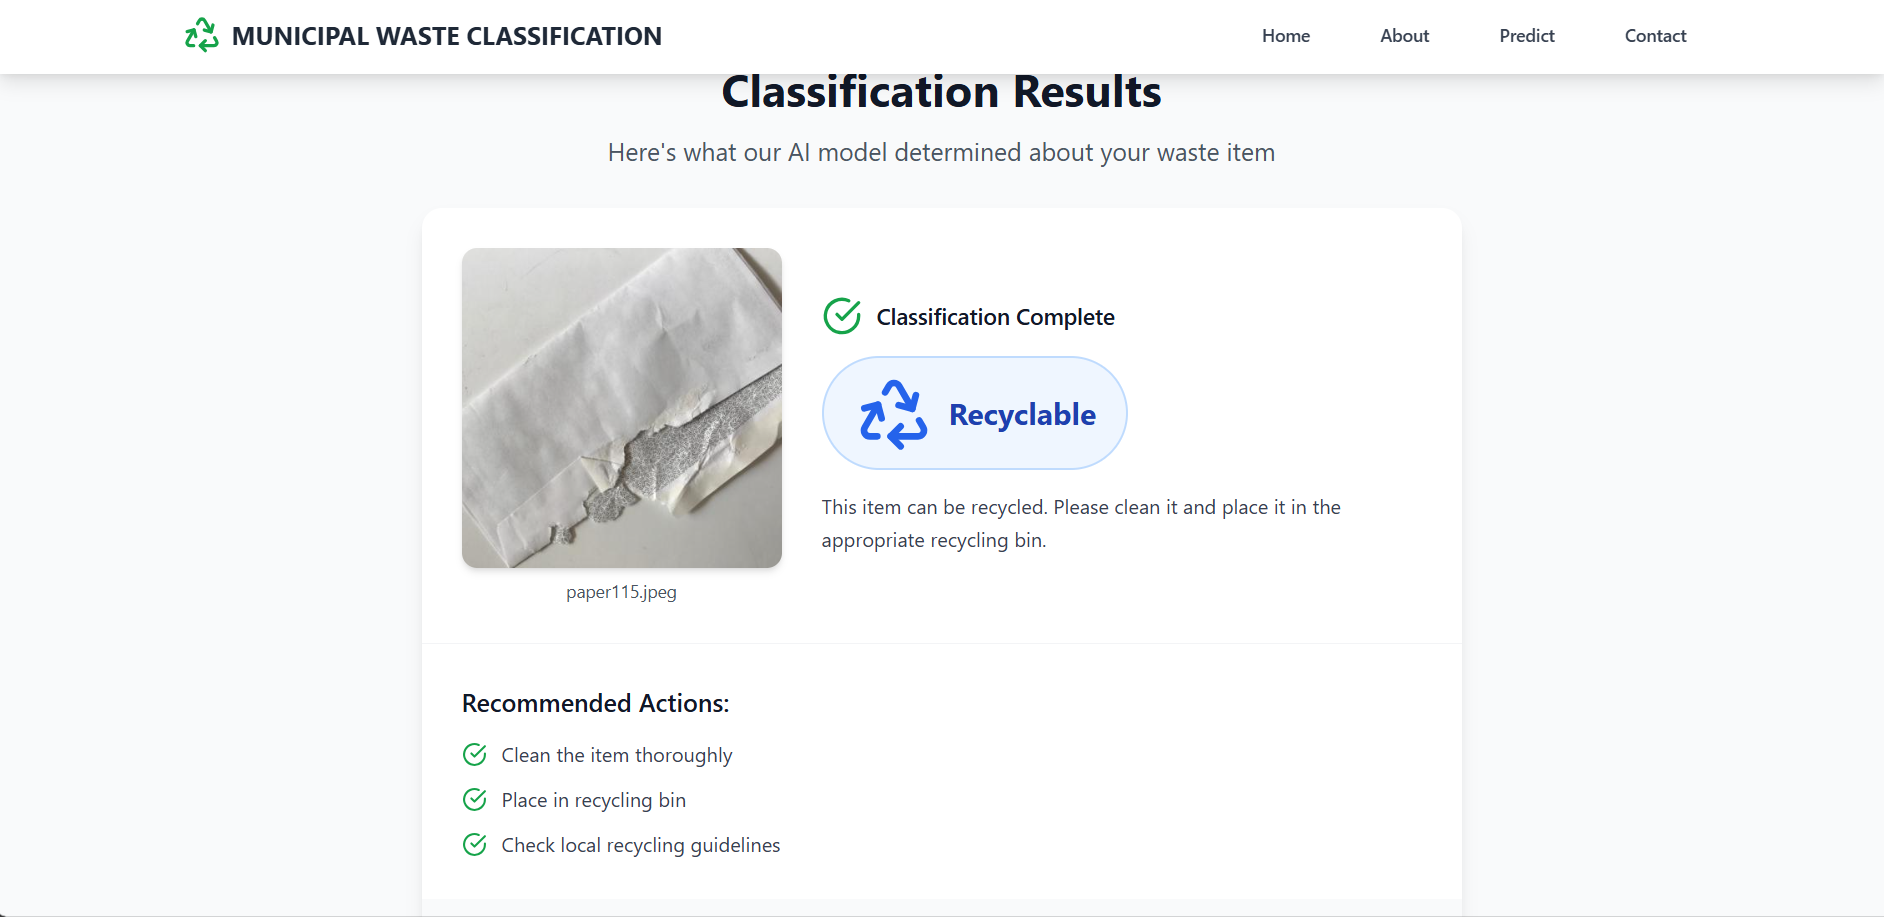 MUNICIPAL WASTE CLASSIFICATION
Home
About
Predict
Contact
Classification Results
Here's what our AI model determined about your waste item
Classification Complete
Recyclable
This item can be recycled. Please clean it and place it in the
appropriate recycling bin.
paper115.jpeg
Recommended Actions:
Clean the item thoroughly
Place in recycling bin
Check local recycling guidelines